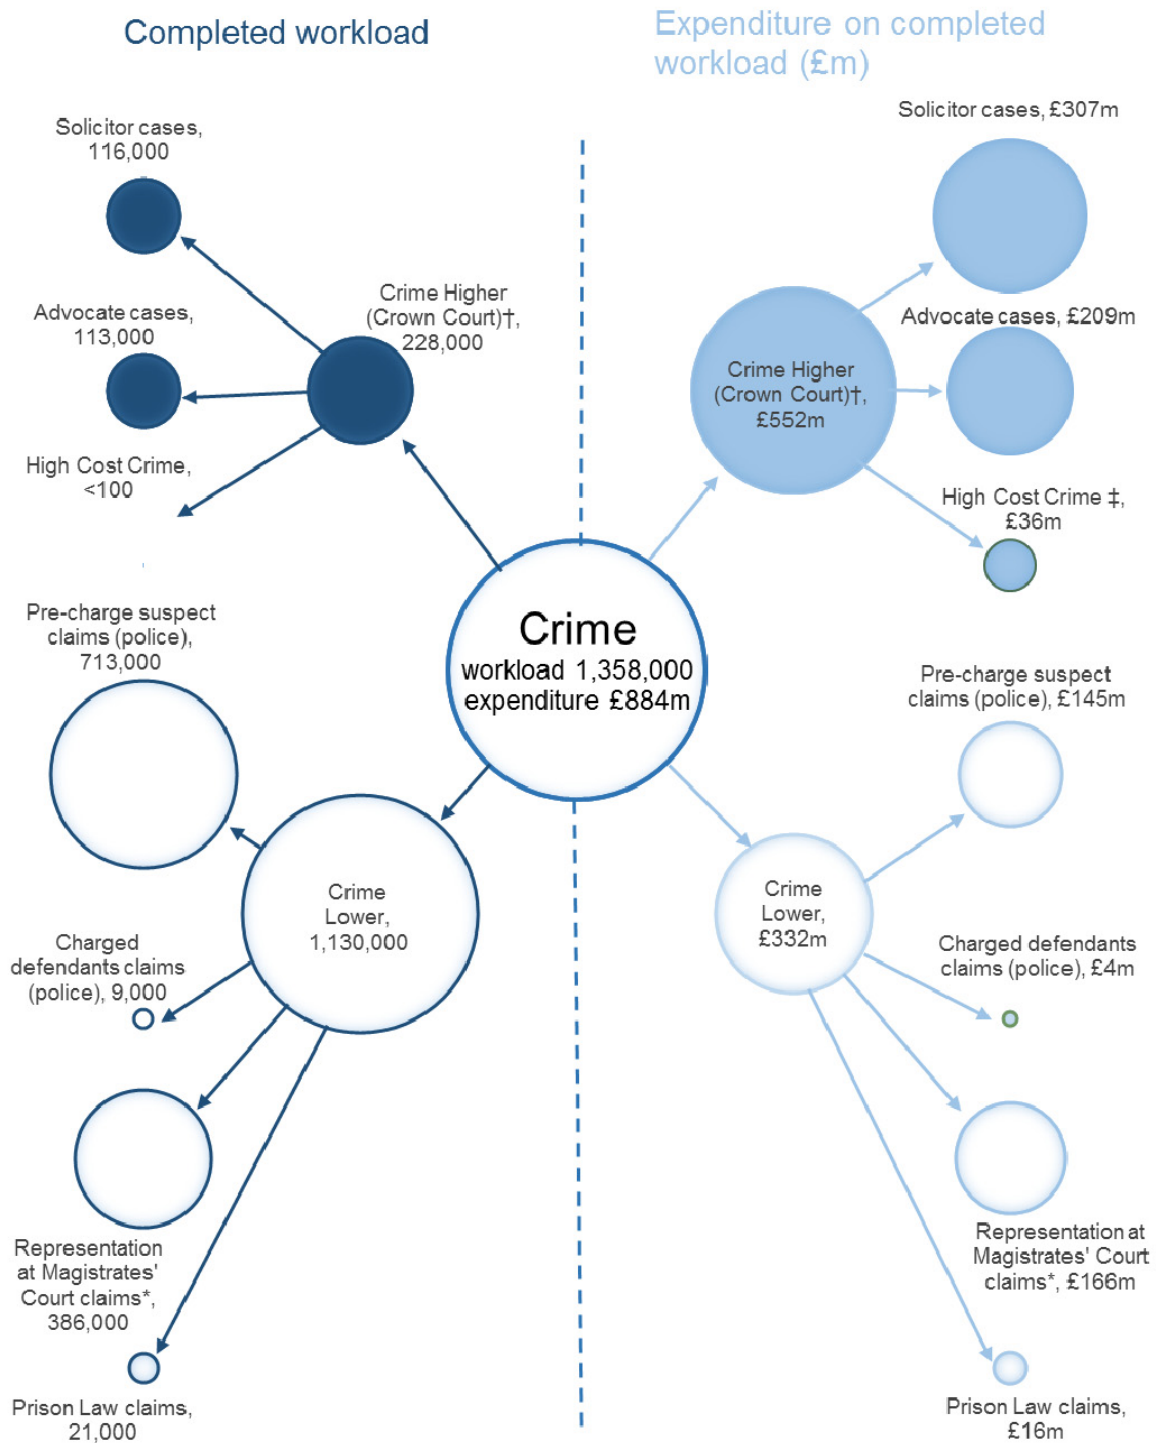 Completed workload
Expenditure on completed
workload (£m)
Solicitor cases,
116,000
Advocate cases,
113,000
High Cost Crime,
<100
Crime Higher
(Crown Court)†,
228,000
Solicitor cases, £307m
Crime Higher
(Crown Court)†,
£552m
Advocate cases, £209m
High Cost Crime ‡,
£36m
Crime
workload 1,358,000
expenditure £884m
Pre-charge suspect
claims (police),
713,000
Crime
Lower,
1,130,000
Charged
defendants claims
(police), 9,000
Representation
at Magistrates'
Court claims*,
386,000
Prison Law claims,
21,000
Pre-charge suspect
claims (police), £145m
Crime
Lower,
£332m
Charged defendants
claims (police), £4m
Representation at
Magistrates' Court
claims*, £166m
Prison Law claims,
£16m